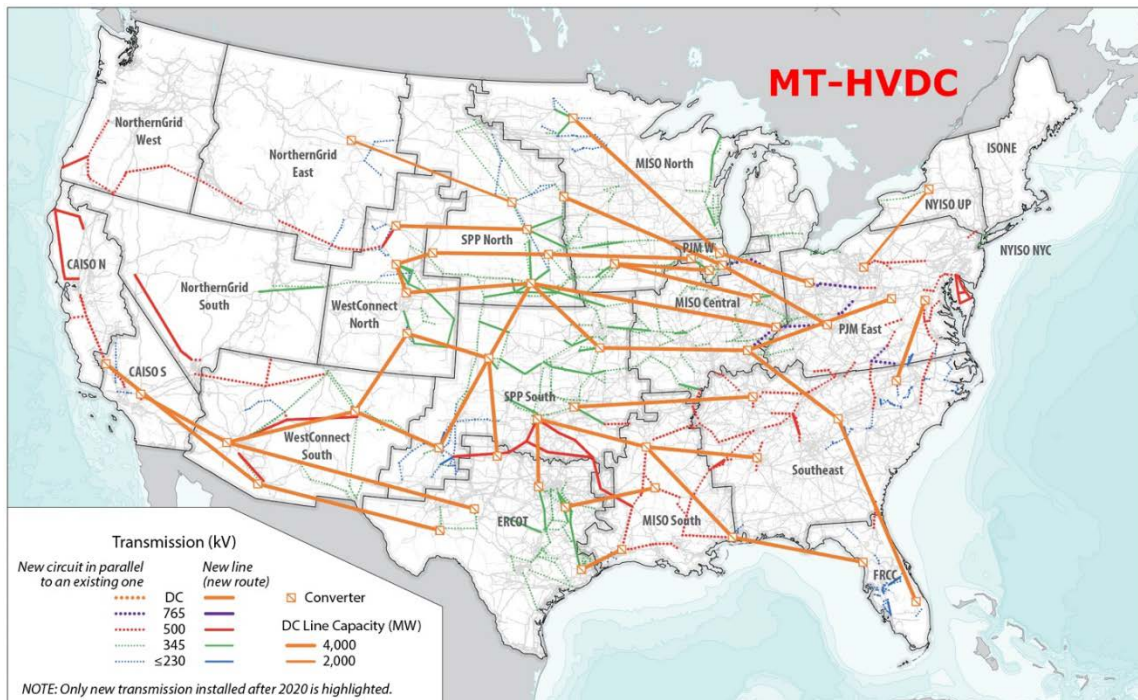 MT-HVDC
NorthernGrid
West
NorthernGrid
East
MISO North
ISONE
NYISO UP
NYISO NYC
SPP North
PJM W
CAISO N
NorthernGrid
South
WestConnect
North
MISO Central
PJM East
CAISO S
SPP South
WestConnect
South
Southeast
ERCOT
MISO South
FRCC
Transmission (kV)
New circuit in parallel
to an existing one
New line
(new route)
DC
765
500
345
≤230
Converter
DC Line Capacity (MW)
4,000
2,000
NOTE: Only new transmission installed after 2020 is highlighted.